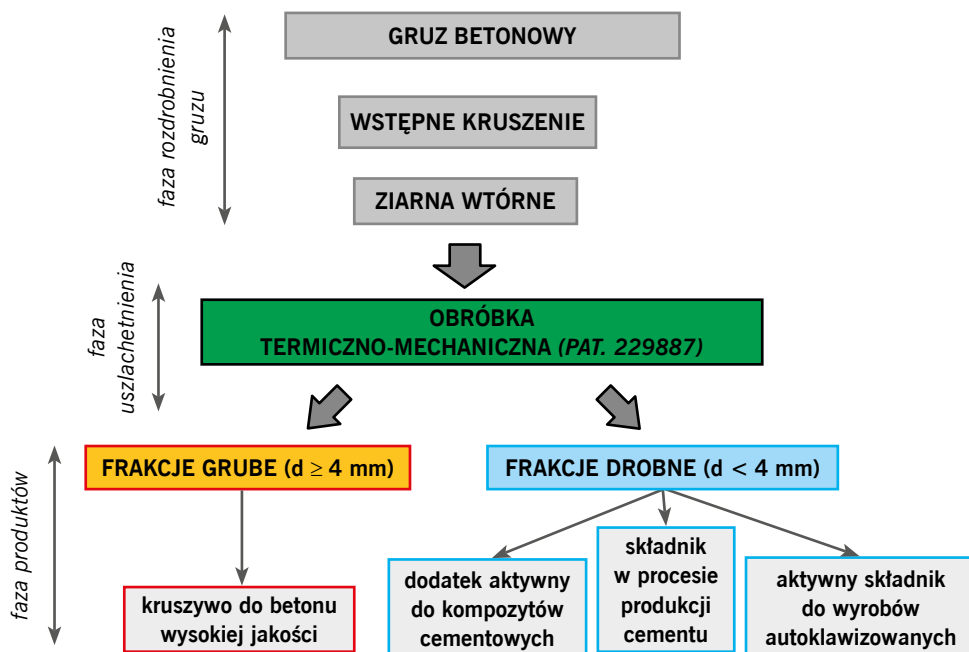 faza rozdrobnienia
gruzu
GRUZ BETONOWY
WSTĘPNE KRUSZENIE
ZIARNA WTÓRNE
faza
uszlachetnienia
OBRÓBKA
TERMICZNO-MECHANICZNA (PAT. 229887)
faza produktów
FRAKCJE GRUBE (d ≥ 4 mm)
FRAKCJE DROBNE (d < 4 mm)
kruszywo do betonu
wysokiej jakości
dodatek aktywny
do kompozytów
cementowych
składnik
w procesie
produkcji
cementu
aktywny składnik
do wyrobów
autoklawizowanych